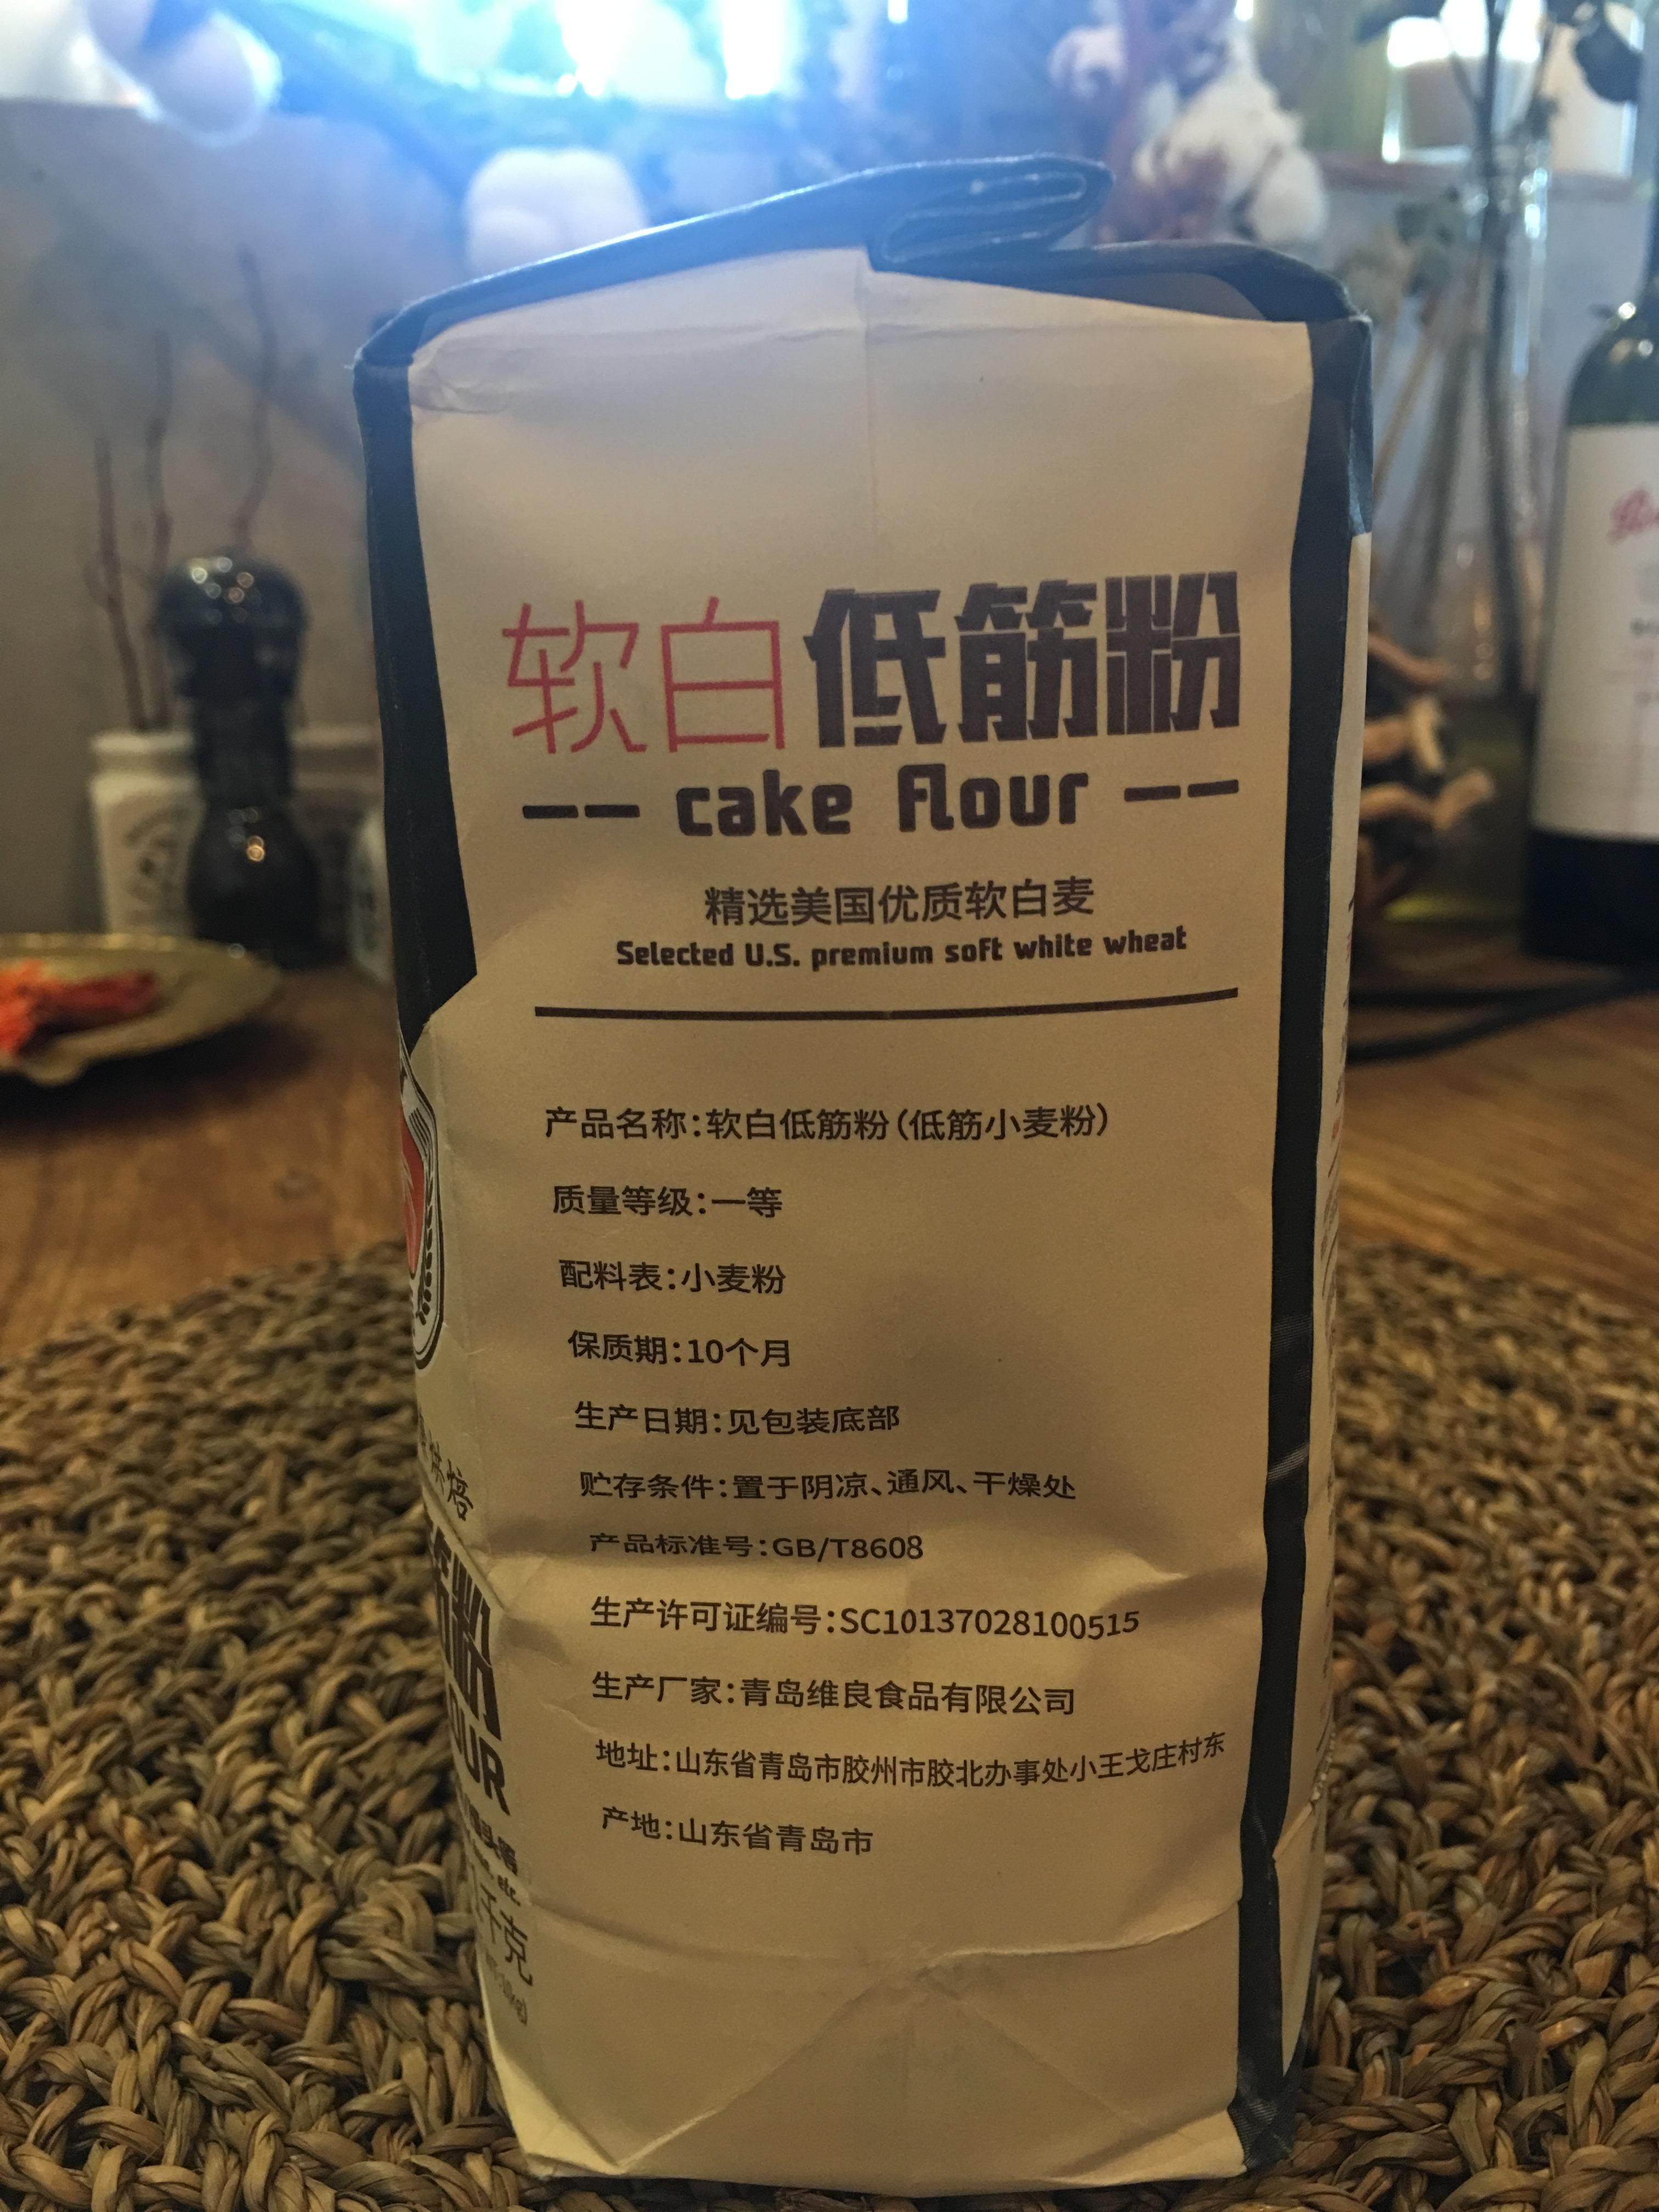 软白低筋粉
-- cake flour --
精选美国优质软白麦
Selected U.S. premium soft white wheat
产品名称:软白低筋粉(低筋小麦粉)
质量等级:一等
配料表:小麦粉
保质期:10个月
生产日期:见包装底部
贮存条件:置于阴凉、通风、干燥处
产品标准号:GB/T8608
生产许可证编号:SC10137028100515
生产厂家:青岛维良食品有限公司
地址:山东省青岛市胶州市胶北办事处小王戈庄村东
产地:山东省青岛市
焙
粉
千克
etc.